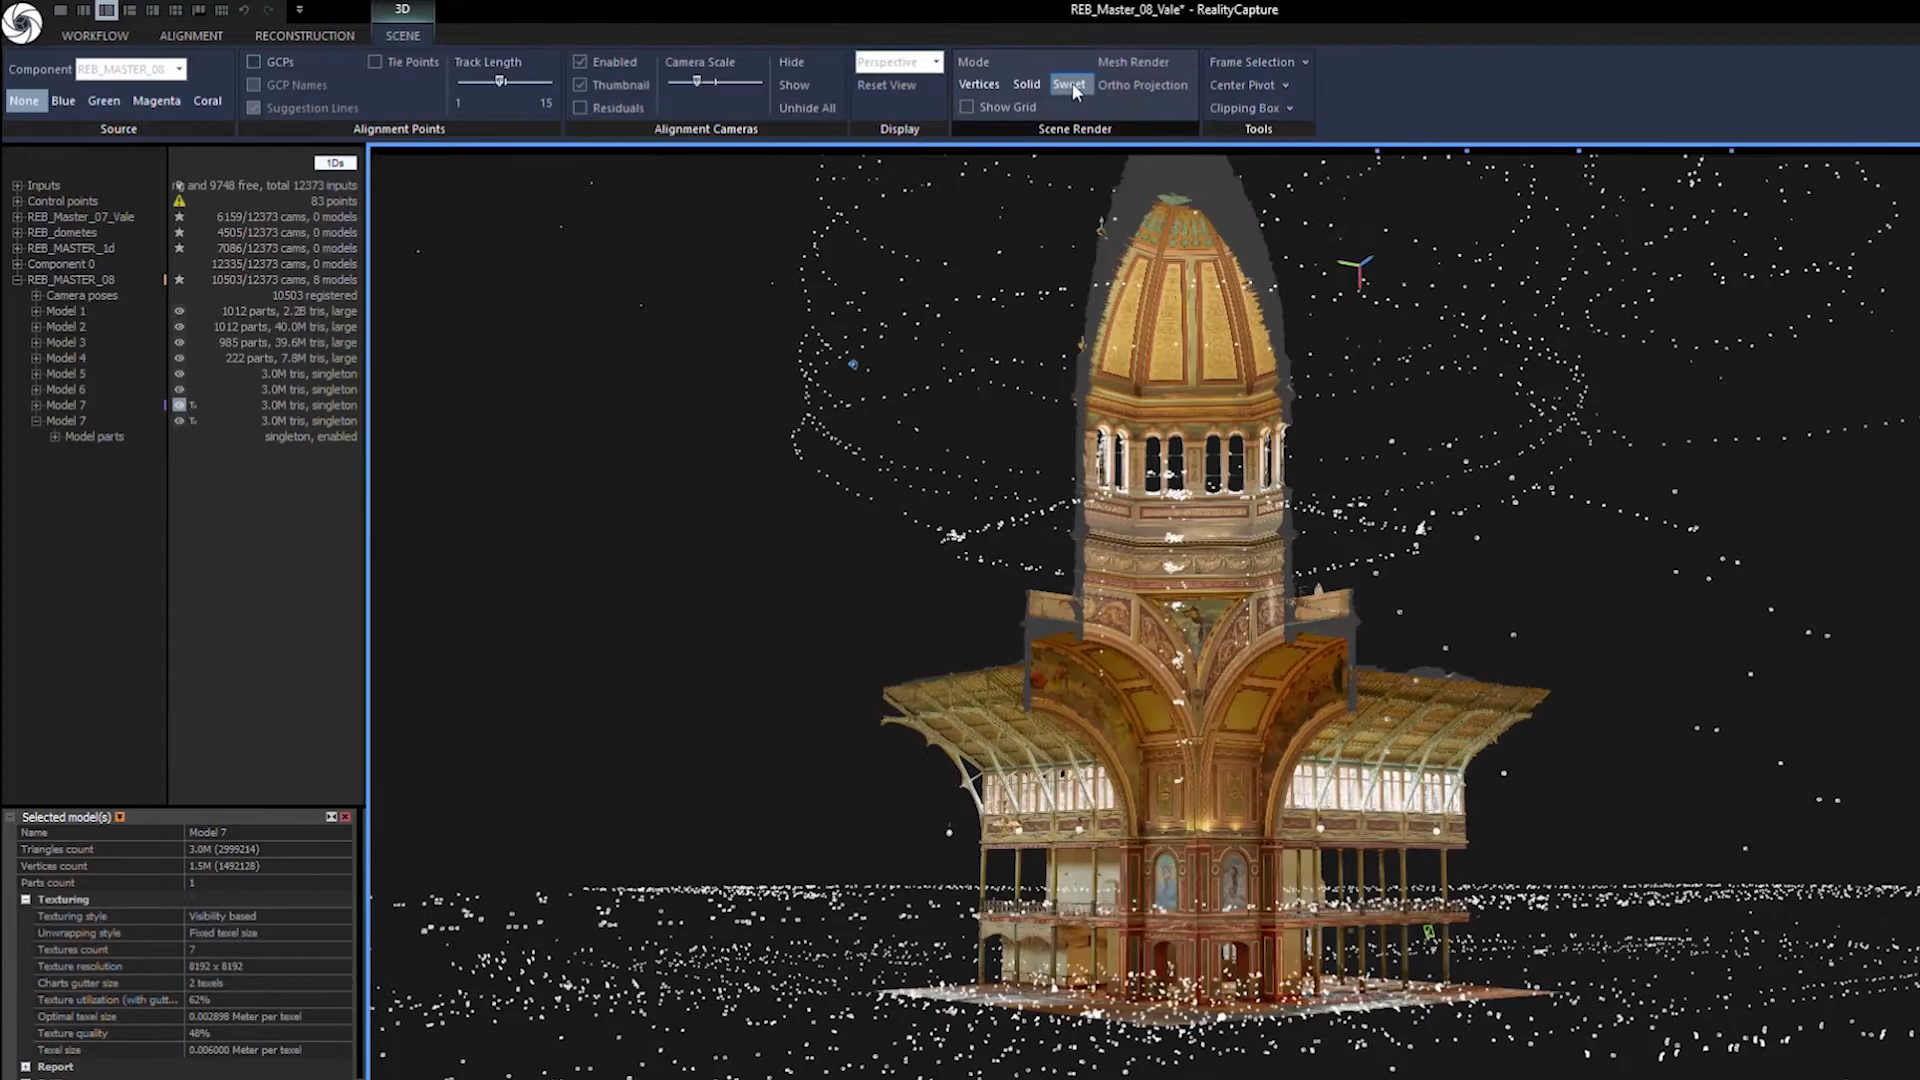 3D
REB_Master_08_Vale* - RealityCapture
WORKFLOW
ALIGNMENT
RECONSTRUCTION
SCENE
Component REB_MASTER_08
None Blue Green Magenta Coral
Source
GCPs
GCP Names
Suggestion Lines
Tie Points
Track Length
1 15
Alignment Points
Enabled
Thumbnail
Residuals
Camera Scale
Hide
Show
Unhide All
Alignment Cameras
Perspective
Reset View
Display
Mode
Vertices Solid Sweet
Show Grid
Mesh Render
Ortho Projection
Scene Render
Frame Selection
Center Pivot
Clipping Box
Tools
1Ds
Inputs and 9748 free, total 12373 inputs
Control points 83 points
REB_Master_07_Vale 6159/12373 cams, 0 models
REB_dometes 4505/12373 cams, 0 models
REB_MASTER_1d 7086/12373 cams, 0 models
Component 0 12335/12373 cams, 0 models
REB_MASTER_08 10503/12373 cams, 8 models
Camera poses 10503 registered
Model 1 1012 parts, 2.2B tris, large
Model 2 1012 parts, 40.0M tris, large
Model 3 985 parts, 39.6M tris, large
Model 4 222 parts, 7.8M tris, large
Model 5 3.0M tris, singleton
Model 6 3.0M tris, singleton
Model 7 3.0M tris, singleton
Model 7 3.0M tris, singleton
Model parts singleton, enabled
Selected model(s)
Name Model 7
Triangles count 3.0M (2999214)
Vertices count 1.5M (1492128)
Parts count 1
Texturing
Texturing style Visibility based
Unwrapping style Fixed texel size
Textures count 7
Texture resolution 8192 x 8192
Charts gutter size 2 texels
Texture utilization (with gutt... 62%
Optimal texel size 0.002898 Meter per texel
Texture quality 48%
Texel size 0.006000 Meter per texel
Report